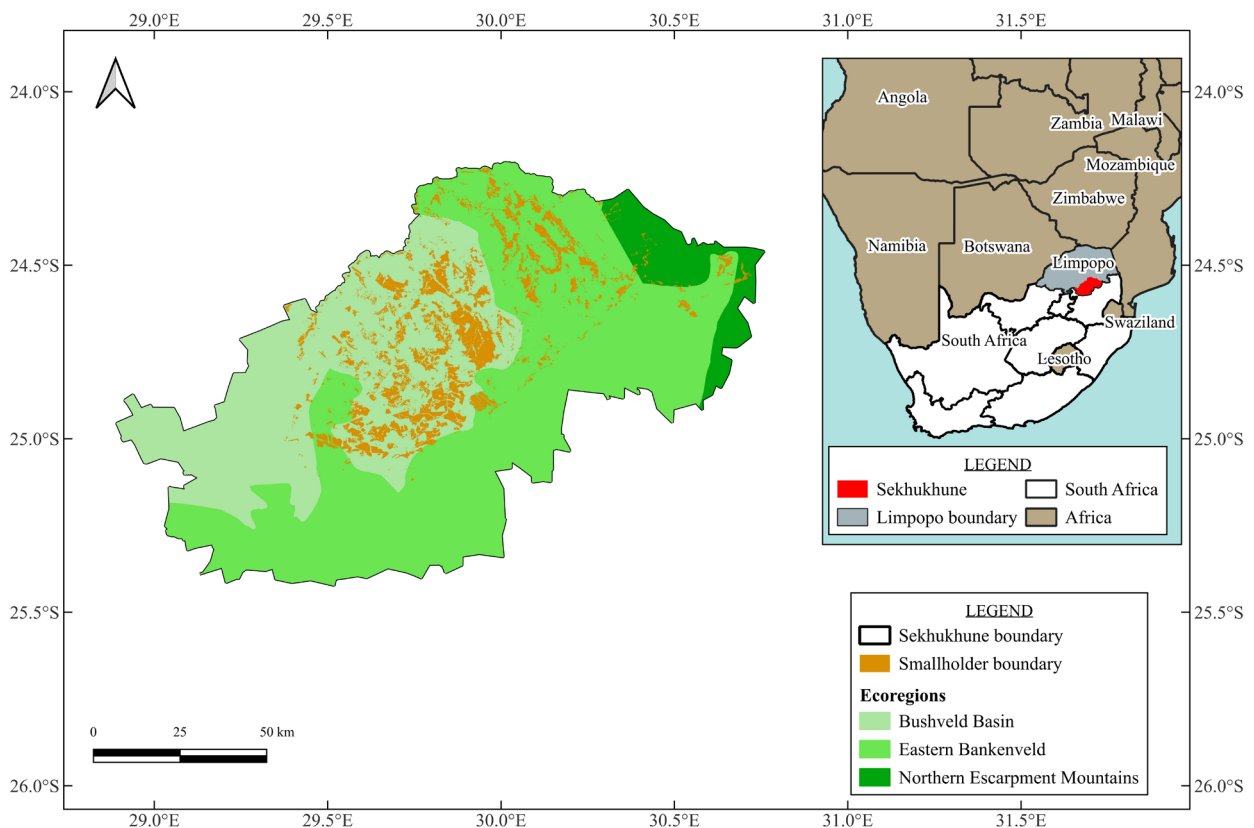 29.0°E 29.5°E 30.0°E 30.5°E 31.0°E 31.5°E
24.0°S 24.0°S
24.5°S 24.5°S
25.0°S 25.0°S
25.5°S 25.5°S
26.0°S 26.0°S
Angola
Zambia
Malawi
Mozambique
Zimbabwe
Namibia
Botswana
Limpopo
Swaziland
South Africa
Lesotho
LEGEND
Sekhukhune
South Africa
Limpopo boundary
Africa
LEGEND
Sekhukhune boundary
Smallholder boundary
Ecoregions
Bushveld Basin
Eastern Bankenveld
Northern Escarpment Mountains
0 25 50 km
29.0°E 29.5°E 30.0°E 30.5°E 31.0°E 31.5°E